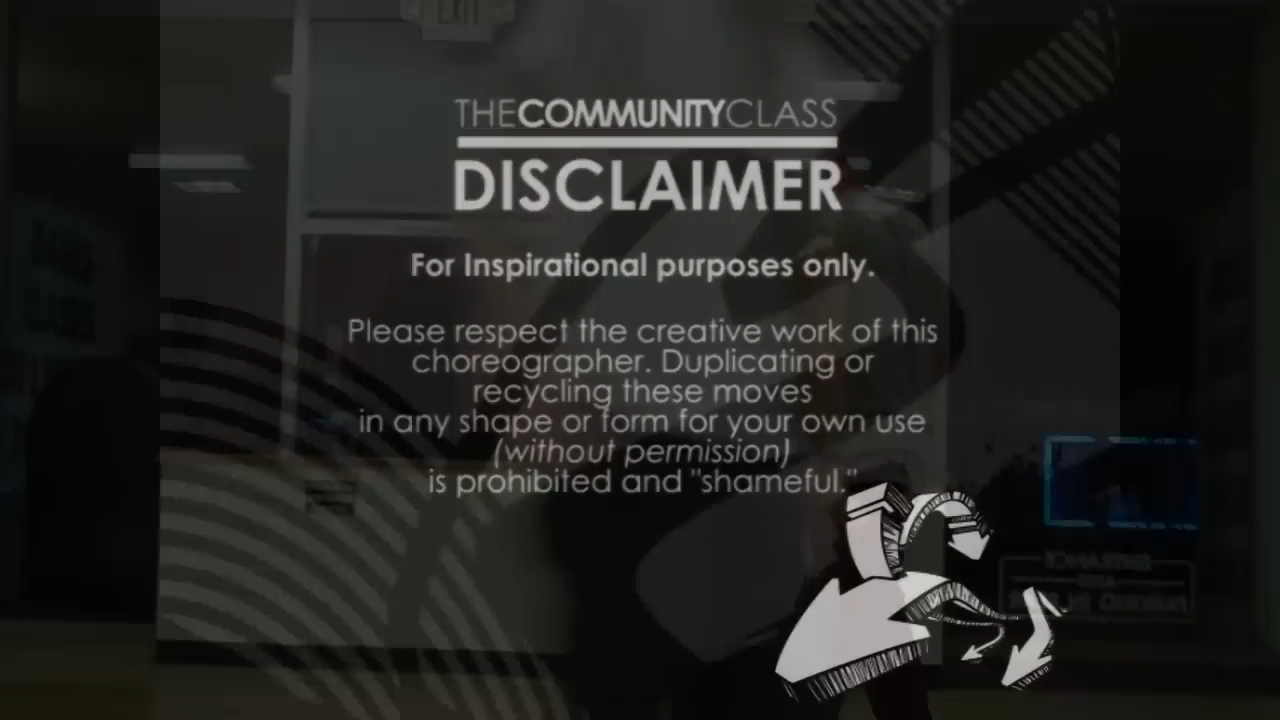 EXIT
THECOMMUNITYCLASS
DISCLAIMER
For Inspirational purposes only.
Please respect the creative work of this
choreographer. Duplicating or
recycling these moves
in any shape or form for your own use
(without permission)
is prohibited and "shameful."